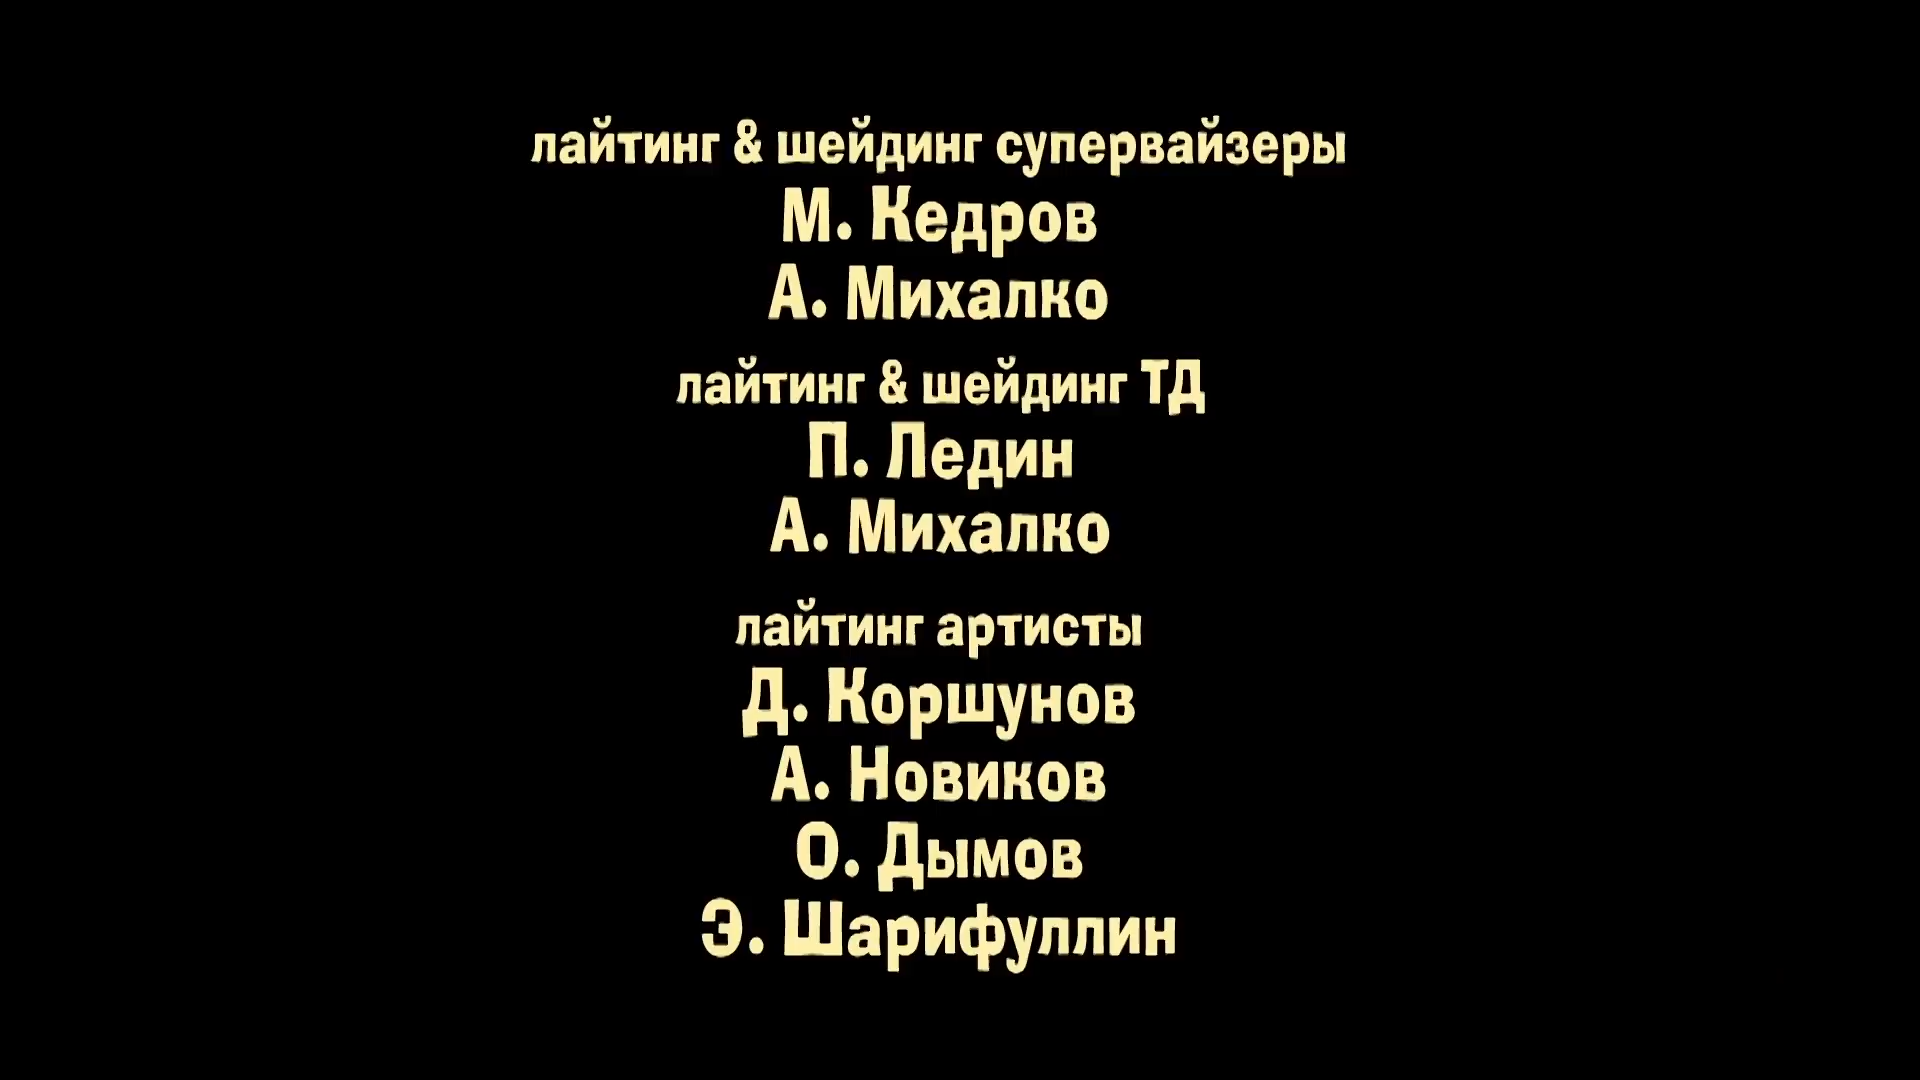 лайтинг & шейдинг супервайзеры
М. Кедров
А. Михалко
лайтинг & шейдинг ТД
П. Ледин
А. Михалко
лайтинг артисты
Д. Коршунов
А. Новиков
О. Дымов
Э. Шарифуллин